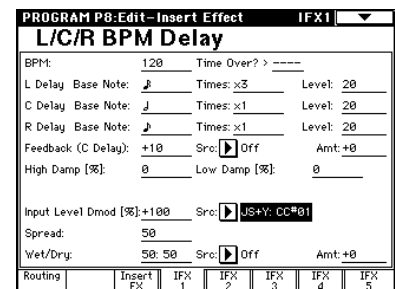 PROGRAM P8:Edit-Insert Effect IFX1
L/C/R BPM Delay
BPM: 120 Time Over? > ----
L Delay Base Note: ♪ Times: x3 Level: 20
C Delay Base Note: 𝅗𝅥 Times: x1 Level: 20
R Delay Base Note: ♪ Times: x1 Level: 20
Feedback (C Delay): +10 Src: Off Amt: +0
High Damp [%]: 0 Low Damp [%]: 0
Input Level Dmod [%]: +100 Src: JS+Y: CC#01
Spread: 50
Wet/Dry: 50: 50 Src: Off Amt: +0
Routing Insert FX IFX 1 IFX 2 IFX 3 IFX 4 IFX 5